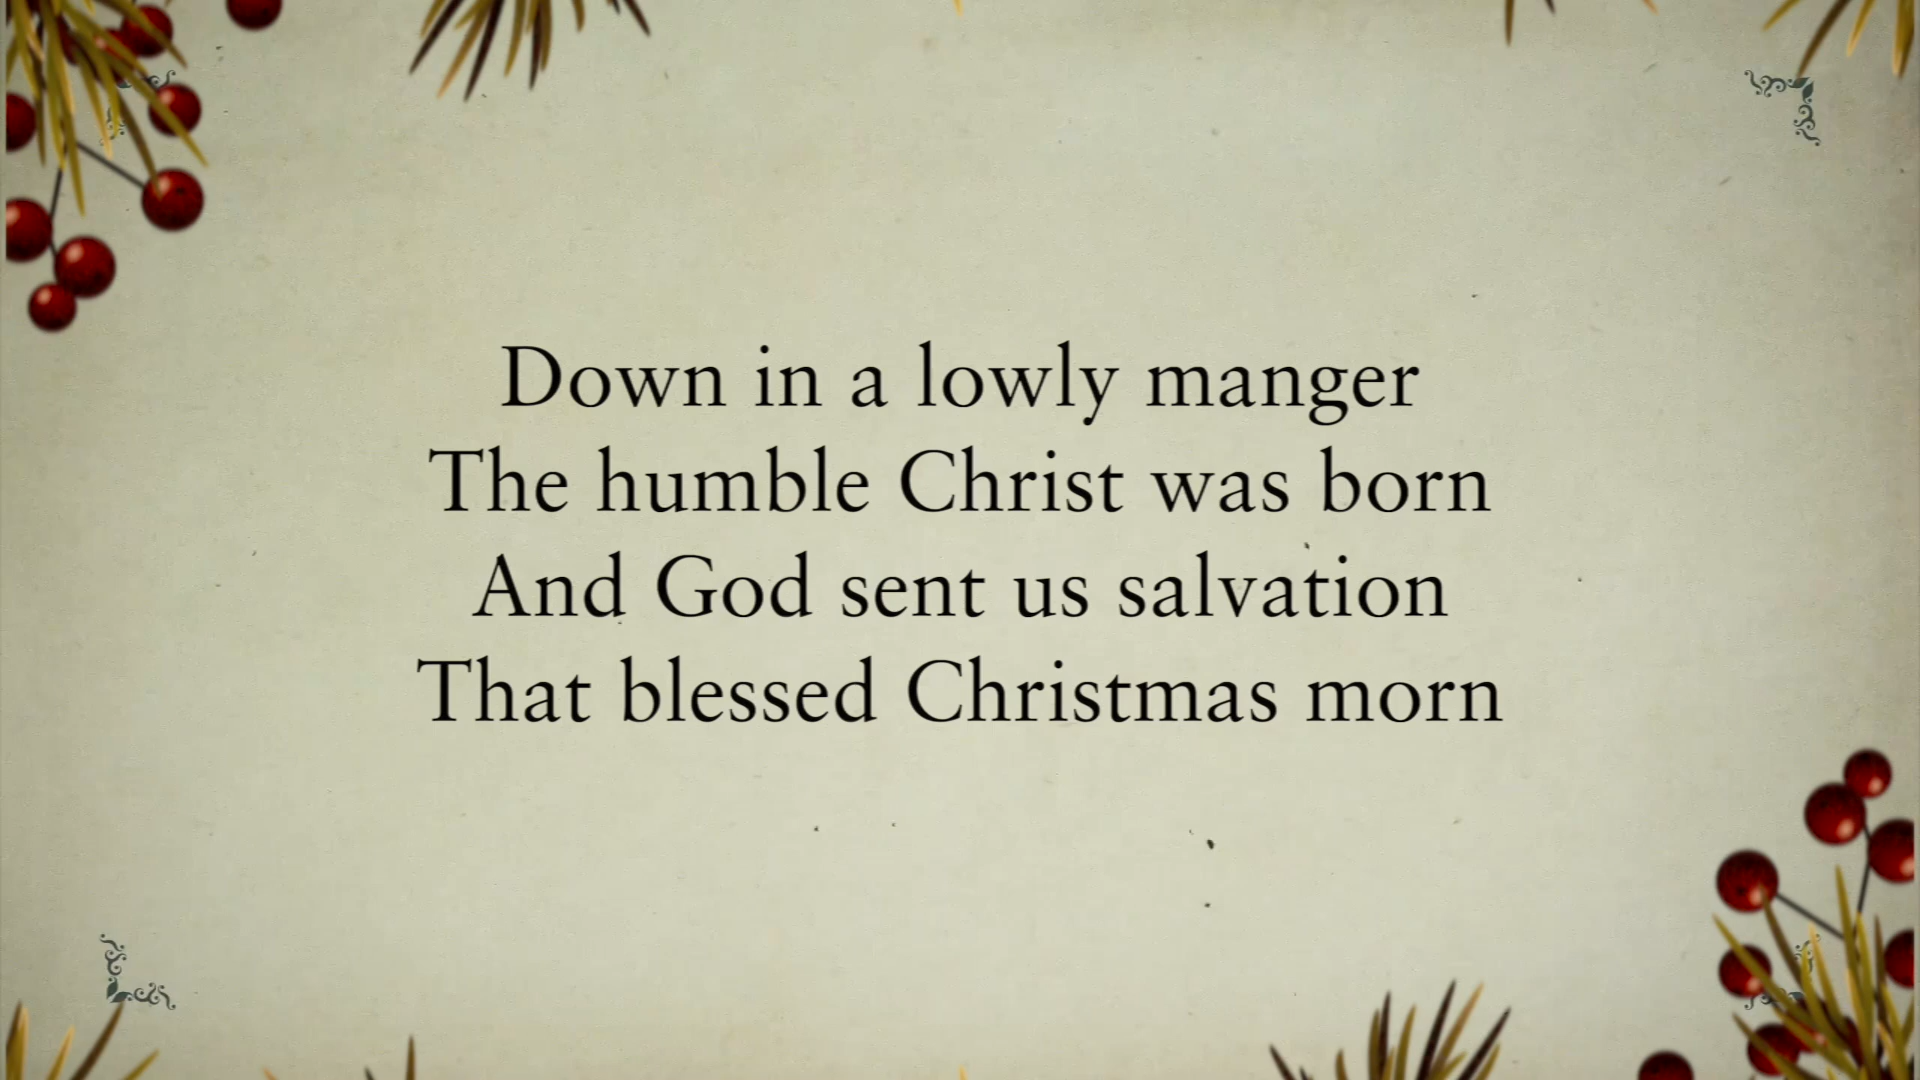 Down in a lowly manger
The humble Christ was born
And God sent us salvation
That blessed Christmas morn